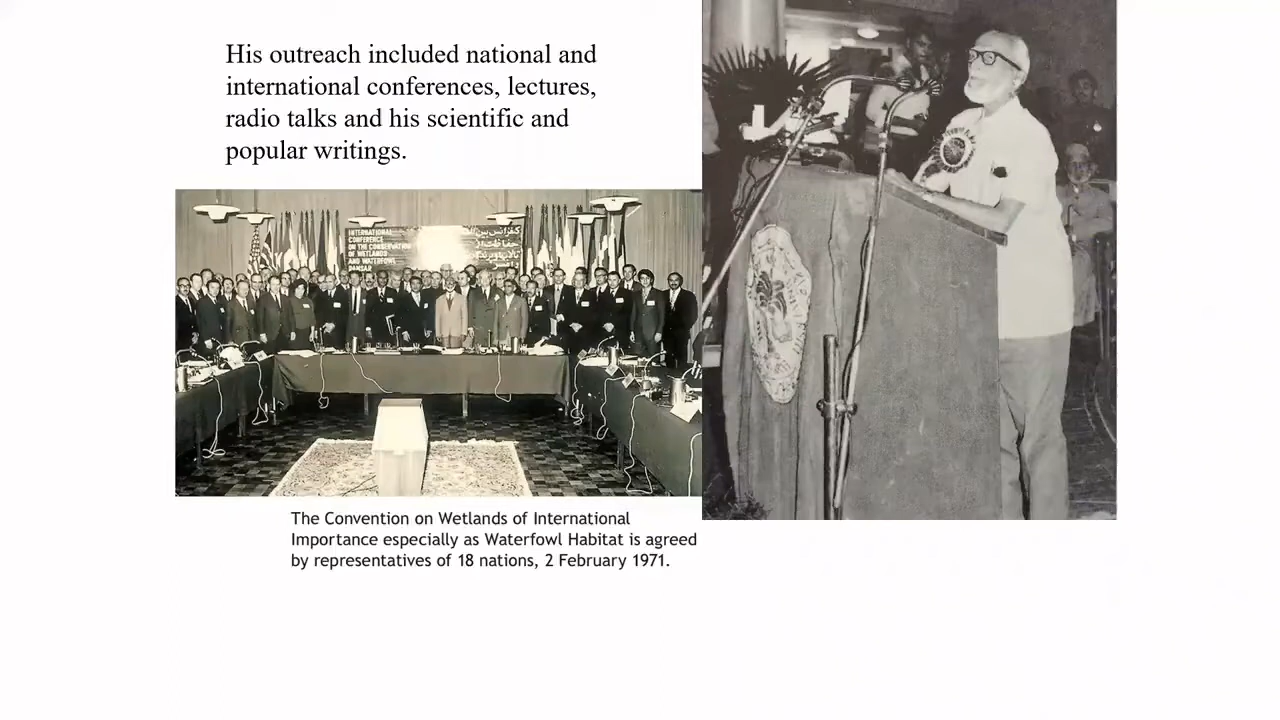 His outreach included national and
international conferences, lectures,
radio talks and his scientific and
popular writings.
INTERNATIONAL
CONFERENCE
ON THE CONSERVATION
OF WETLANDS
AND WATERFOWL
RAMSAR
The Convention on Wetlands of International
Importance especially as Waterfowl Habitat is agreed
by representatives of 18 nations, 2 February 1971.